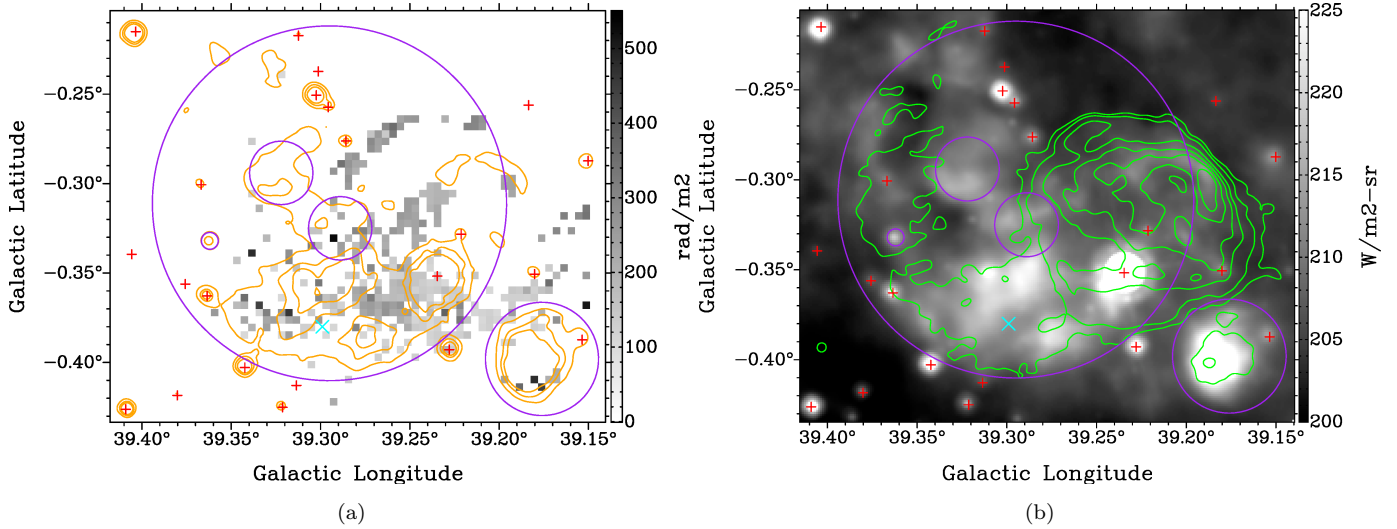 −0.25°
−0.30°
−0.35°
−0.40°
Galactic Latitude
39.40 39.35° 39.30° 39.25° 39.20° 39.15
Galactic Longitude
500
400
300
200
100
0
rad/m2
(a)
−0.25°
−0.30°
−0.35°
−0.40°
Galactic Latitude
39.40° 39.35° 39.30° 39.25° 39.20° 39.15
Galactic Longitude
225
220
215
210
205
200
W/m2−sr
(b)